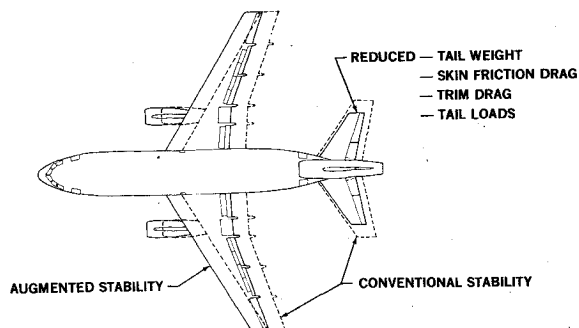 REDUCED — TAIL WEIGHT
— SKIN FRICTION DRAG
— TRIM DRAG
— TAIL LOADS
AUGMENTED STABILITY
CONVENTIONAL STABILITY